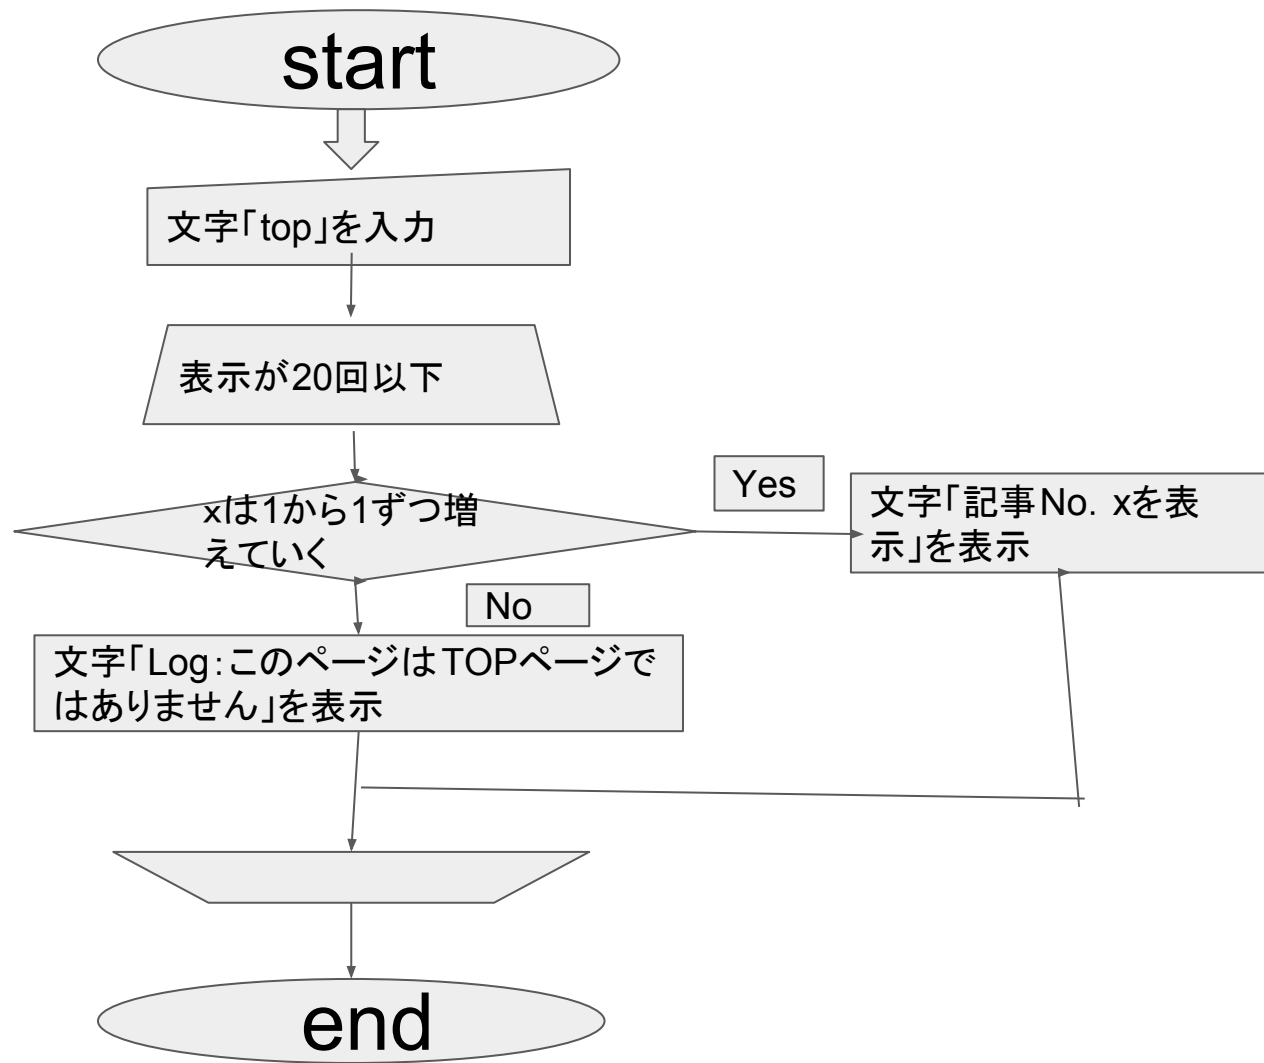 start
文字「top」を入力
表示が20回以下
xは1から1ずつ増
えていく
Yes
文字「記事No. xを表
示」を表示
No
文字「Log:このページはTOPページで
はありません」を表示
end